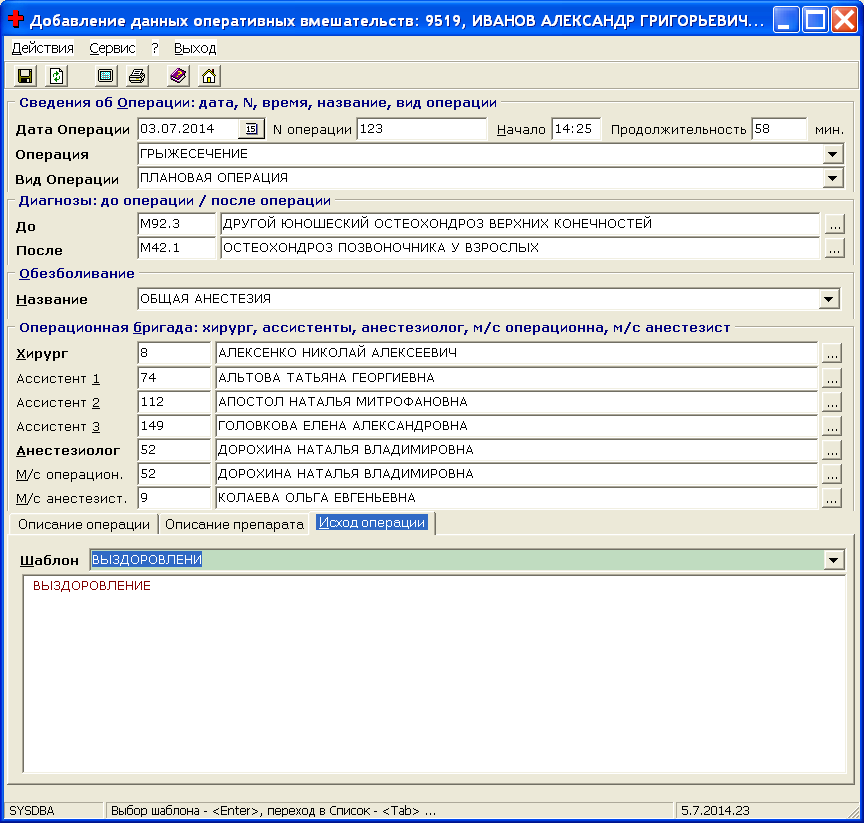 Добавление данных оперативных вмешательств: 9519, ИВАНОВ АЛЕКСАНДР ГРИГОРЬЕВИЧ...
Действия Сервис ? Выход
Сведения об Операции: дата, N, время, название, вид операции
Дата Операции 03.07.2014 15 N операции 123 Начало 14:25 Продолжительность 58 мин.
Операция ГРЫЖЕСЕЧЕНИЕ
Вид Операции ПЛАНОВАЯ ОПЕРАЦИЯ
Диагнозы: до операции / после операции
До M92.3 ДРУГОЙ ЮНОШЕСКИЙ ОСТЕОХОНДРОЗ ВЕРХНИХ КОНЕЧНОСТЕЙ ...
После M42.1 ОСТЕОХОНДРОЗ ПОЗВОНОЧНИКА У ВЗРОСЛЫХ ...
Обезболивание
Название ОБЩАЯ АНЕСТЕЗИЯ
Операционная бригада: хирург, ассистенты, анестезиолог, м/с операционна, м/с анестезист
Хирург 8 АЛЕКСЕНКО НИКОЛАЙ АЛЕКСЕЕВИЧ ...
Ассистент 1 74 АЛЬТОВА ТАТЬЯНА ГЕОРГИЕВНА ...
Ассистент 2 112 АПОСТОЛ НАТАЛЬЯ МИТРОФАНОВНА ...
Ассистент 3 149 ГОЛОВКОВА ЕЛЕНА АЛЕКСАНДРОВНА ...
Анестезиолог 52 ДОРОХИНА НАТАЛЬЯ ВЛАДИМИРОВНА ...
М/с операцион. 52 ДОРОХИНА НАТАЛЬЯ ВЛАДИМИРОВНА ...
М/с анестезист. 9 КОЛАЕВА ОЛЬГА ЕВГЕНЬЕВНА ...
Описание операции Описание препарата Исход операции
Шаблон ВЫЗДОРОВЛЕНИ
ВЫЗДОРОВЛЕНИЕ
SYSDBA Выбор шаблона - <Enter>, переход в Список - <Tab> ... 5.7.2014.23